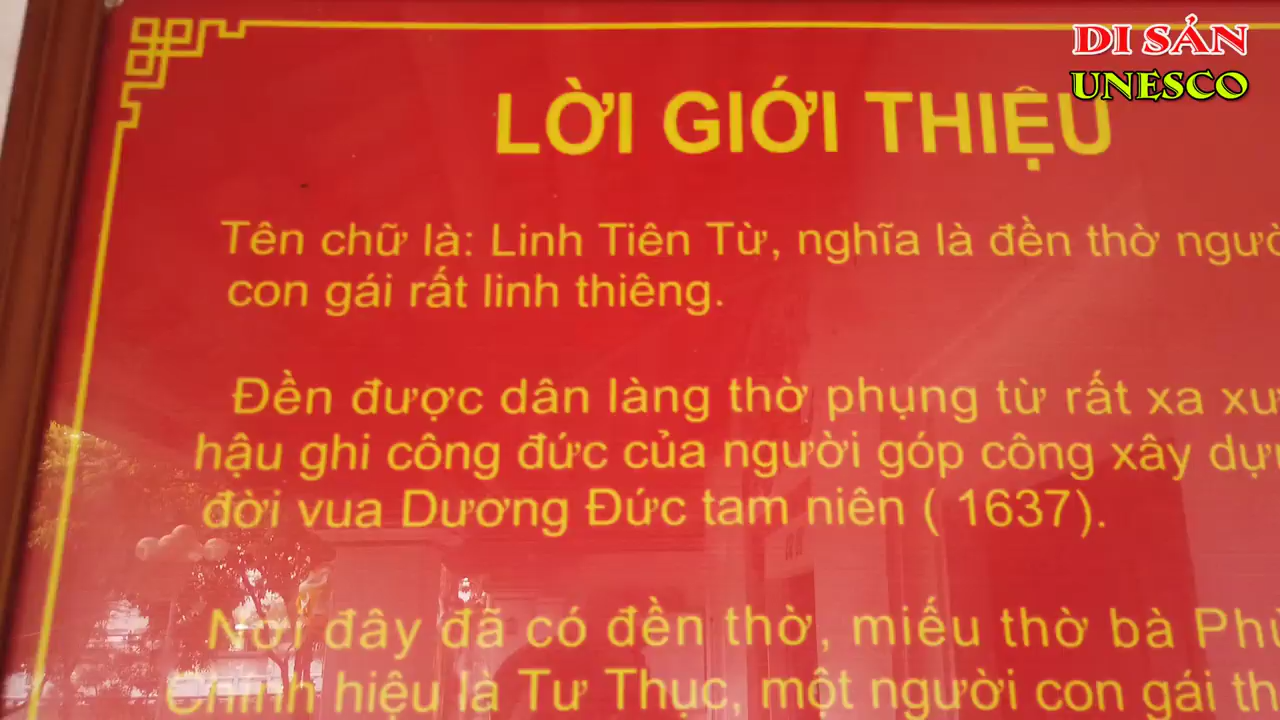 DI SẢN
UNESCO
LỜI GIỚI THIỆU
Tên chữ là: Linh Tiên Từ, nghĩa là đền thờ
con gái rất linh thiêng.
Đền được dân làng thờ phụng từ rất xa
hậu ghi công đức của người góp công xây
đời vua Dương Đức tam niên ( 1637).
Nơi đây đã có đền thờ, miếu thờ bà
Chính hiệu là Tư Thục, một người con gái